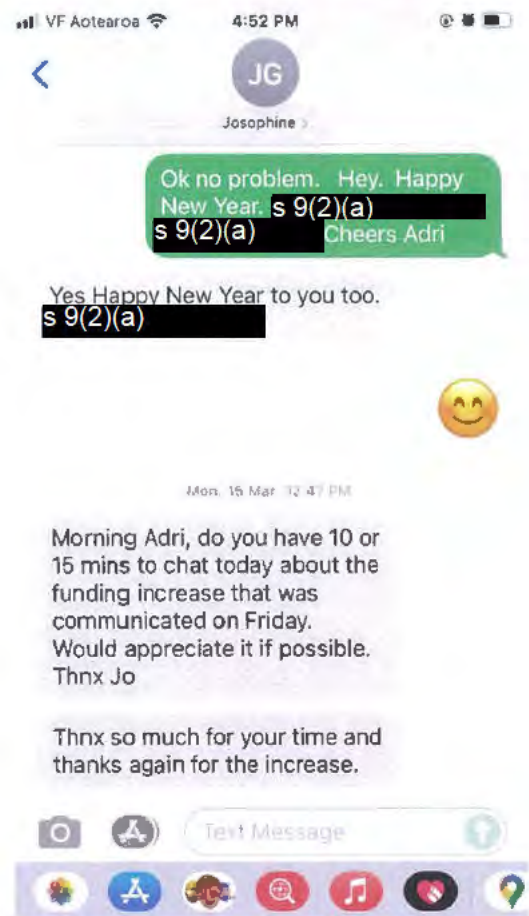 VF Aotearoa 4:52 PM
JG
Josophine >
Ok no problem. Hey. Happy
New Year. s 9(2)(a)
s 9(2)(a) Cheers Adri
Yes Happy New Year to you too.
s 9(2)(a)
Mon, 15 Mar 12:47 PM
Morning Adri, do you have 10 or
15 mins to chat today about the
funding increase that was
communicated on Friday.
Would appreciate it if possible.
Thnx Jo
Thnx so much for your time and
thanks again for the increase.
Text Message